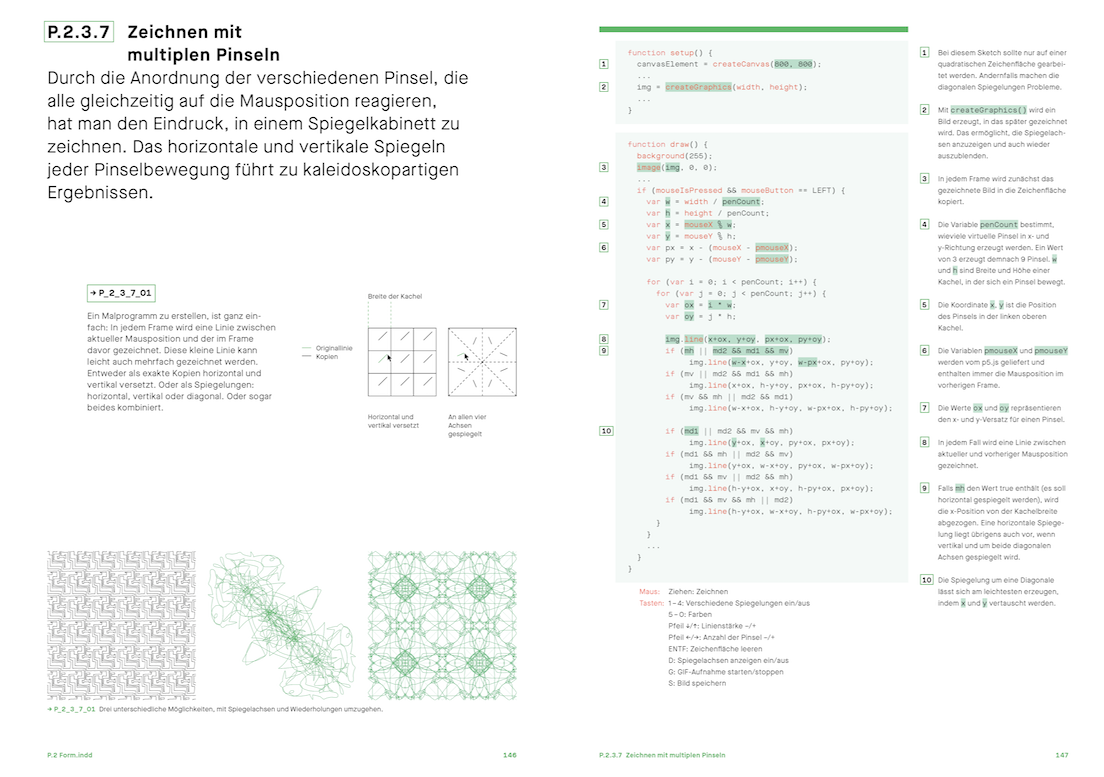 P.2.3.7 Zeichnen mit
multiplen Pinseln
Durch die Anordnung der verschiedenen Pinsel, die
alle gleichzeitig auf die Mausposition reagieren,
hat man den Eindruck, in einem Spiegelkabinett zu
zeichnen. Das horizontale und vertikale Spiegeln
jeder Pinselbewegung führt zu kaleidoskopartigen
Ergebnissen.
→ P_2_3_7_01
Ein Malprogramm zu erstellen, ist ganz ein-
fach: In jedem Frame wird eine Linie zwischen
aktueller Mausposition und der im Frame
davor gezeichnet. Diese kleine Linie kann
leicht auch mehrfach gezeichnet werden.
Entweder als exakte Kopien horizontal und
vertikal versetzt. Oder als Spiegelungen:
horizontal, vertikal oder diagonal. Oder sogar
beides kombiniert.
Breite der Kachel
Originallinie
Kopien
Horizontal und
vertikal versetzt
An allen vier
Achsen
gespiegelt
→ P_2_3_7_01 Drei unterschiedliche Möglichkeiten, mit Spiegelachsen und Wiederholungen umzugehen.
P.2 Form.indd
146
function setup() {
1 canvasElement = createCanvas(800, 800);
...
2 img = createGraphics(width, height);
...
}
function draw() {
background(255);
3 image(img, 0, 0);
...
if (mouseIsPressed && mouseButton == LEFT) {
4 var w = width / penCount;
var h = height / penCount;
5 var x = mouseX % w;
var y = mouseY % h;
6 var px = x - (mouseX - pmouseX);
var py = y - (mouseY - pmouseY);
for (var i = 0; i < penCount; i++) {
for (var j = 0; j < penCount; j++) {
7 var ox = i * w;
var oy = j * h;
8 img.line(x+ox, y+oy, px+ox, py+oy);
9 if (mh || md2 && md1 && mv)
img.line(w-x+ox, y+oy, w-px+ox, py+oy);
if (mv || md2 && md1 && mh)
img.line(x+ox, h-y+oy, px+ox, h-py+oy);
if (mv && mh || md2 && md1)
img.line(w-x+ox, h-y+oy, w-px+ox, h-py+oy);
10 if (md1 || md2 && mv && mh)
img.line(y+ox, x+oy, py+ox, px+oy);
if (md1 && mh || md2 && mv)
img.line(y+ox, w-x+oy, py+ox, w-px+oy);
if (md1 && mv || md2 && mh)
img.line(h-y+ox, x+oy, h-py+ox, px+oy);
if (md1 && mv && mh || md2)
img.line(h-y+ox, w-x+oy, h-py+ox, w-px+oy);
}
}
...
}
}
Maus: Ziehen: Zeichnen
Tasten: 1–4: Verschiedene Spiegelungen ein/aus
5–0: Farben
Pfeil ↓/↑: Linienstärke −/+
Pfeil ←/→: Anzahl der Pinsel −/+
ENTF: Zeichenfläche leeren
D: Spiegelachsen anzeigen ein/aus
G: GIF-Aufnahme starten/stoppen
S: Bild speichern
1 Bei diesem Sketch sollte nur auf einer
quadratischen Zeichenfläche gearbei-
tet werden. Andernfalls machen die
diagonalen Spiegelungen Probleme.
2 Mit createGraphics() wird ein
Bild erzeugt, in das später gezeichnet
wird. Das ermöglicht, die Spiegelach-
sen anzuzeigen und auch wieder
auszublenden.
3 In jedem Frame wird zunächst das
gezeichnete Bild in die Zeichenfläche
kopiert.
4 Die Variable penCount bestimmt,
wieviele virtuelle Pinsel in x- und
y-Richtung erzeugt werden. Ein Wert
von 3 erzeugt demnach 9 Pinsel. w
und h sind Breite und Höhe einer
Kachel, in der sich ein Pinsel bewegt.
5 Die Koordinate x, y ist die Position
des Pinsels in der linken oberen
Kachel.
6 Die Variablen pmouseX und pmouseY
werden vom p5.js geliefert und
enthalten immer die Mausposition im
vorherigen Frame.
7 Die Werte ox und oy repräsentieren
den x- und y-Versatz für einen Pinsel.
8 In jedem Fall wird eine Linie zwischen
aktueller und vorheriger Mausposition
gezeichnet.
9 Falls mh den Wert true enthält (es soll
horizontal gespiegelt werden), wird
die x-Position von der Kachelbreite
abgezogen. Eine horizontale Spiege-
lung liegt übrigens auch vor, wenn
vertikal und um beide diagonalen
Achsen gespiegelt wird.
10 Die Spiegelung um eine Diagonale
lässt sich am leichtesten erzeugen,
indem x und y vertauscht werden.
P.2.3.7 Zeichnen mit multiplen Pinseln
147